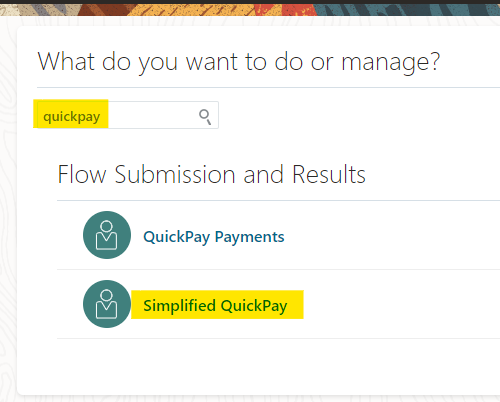 What do you want to do or manage?
quickpay
Flow Submission and Results
QuickPay Payments
Simplified QuickPay